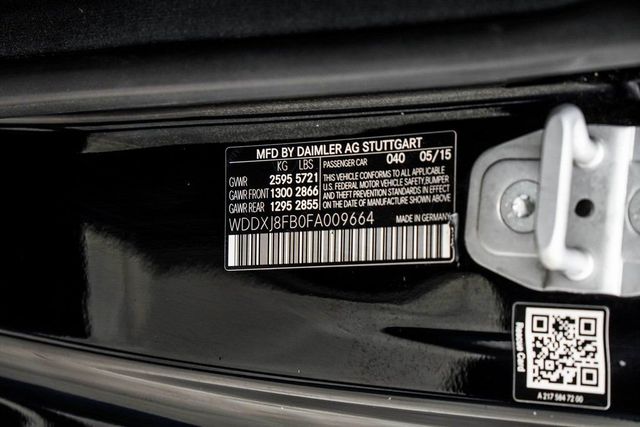 MFD BY DAIMLER AG STUTTGART
KG LBS PASSENGER CAR 040 05/15
GVWR 2595 5721 THIS VEHICLE CONFORMS TO ALL APPLICABLE
GAWR FRONT 1300 2866 U.S. FEDERAL MOTOR VEHICLE SAFETY, BUMPER
AND THEFT PREVENTION STANDARDS IN EFFECT
GAWR REAR 1295 2855 ON THE DATE OF MANUFACTURE SHOWN ABOVE
WDDXJ8FB0FA009664 MADE IN GERMANY
Rescue Card
A 217 584 72 00